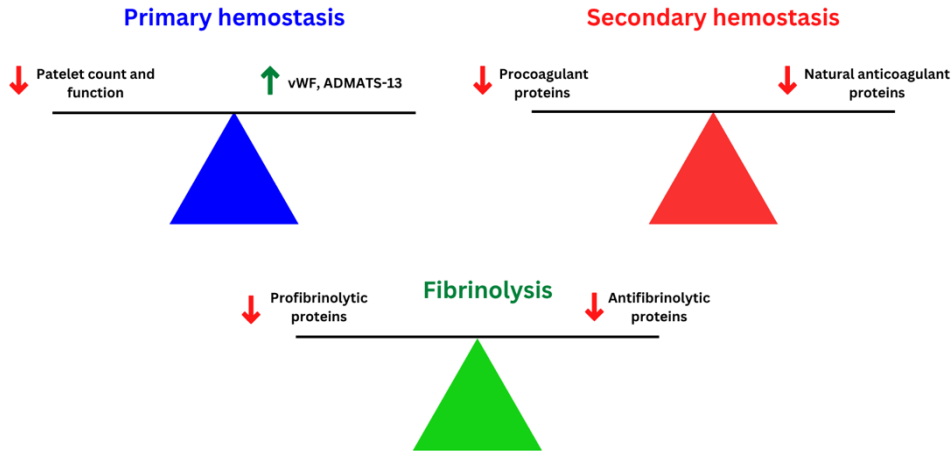 Primary hemostasis
Patelet count and
function
vWF, ADMATS-13
Secondary hemostasis
Procoagulant
proteins
Natural anticoagulant
proteins
Fibrinolysis
Profibrinolytic
proteins
Antifibrinolytic
proteins